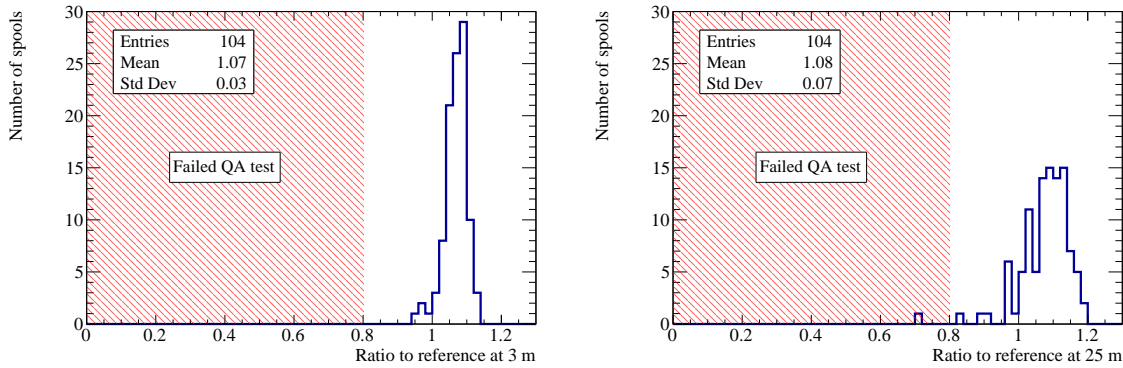 Number of spools
30
25
20
15
10
5
0
Entries 104
Mean 1.07
Std Dev 0.03
Failed QA test
0 0.2 0.4 0.6 0.8 1 1.2
Ratio to reference at 3 m
Number of spools
30
25
20
15
10
5
0
Entries 104
Mean 1.08
Std Dev 0.07
Failed QA test
0 0.2 0.4 0.6 0.8 1 1.2
Ratio to reference at 25 m